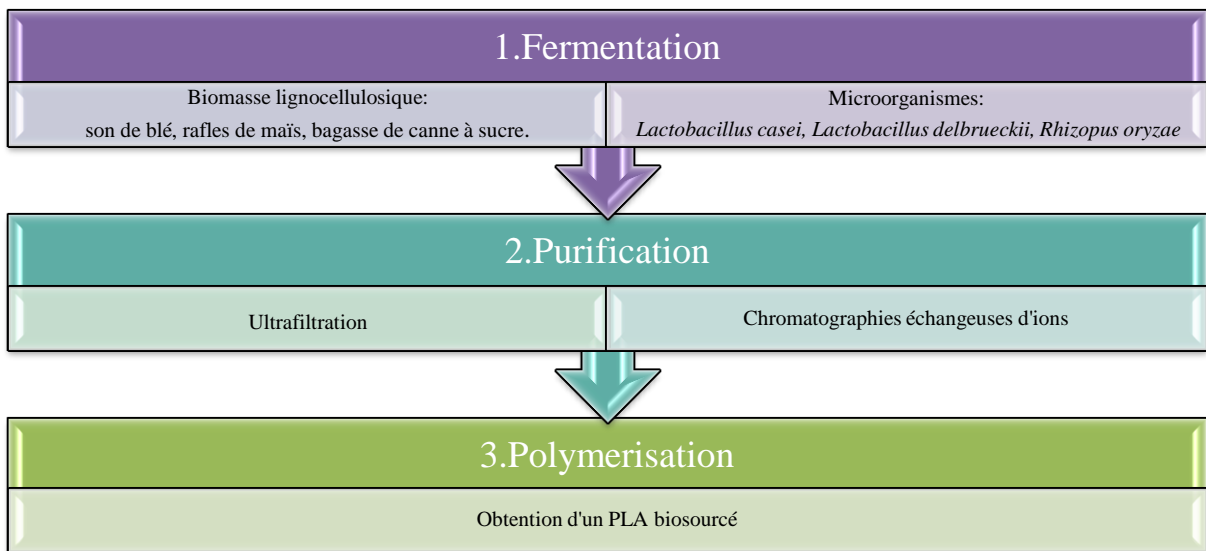 1.Fermentation
Biomasse lignocellulosique:
son de blé, rafles de maïs, bagasse de canne à sucre.
Microorganismes:
Lactobacillus casei, Lactobacillus delbrueckii, Rhizopus oryzae
2.Purification
Ultrafiltration
Chromatographies échangeuses d'ions
3.Polymerisation
Obtention d'un PLA biosourcé